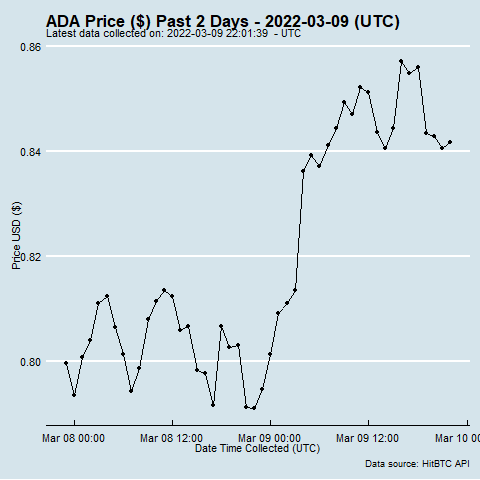 ADA Price ($) Past 2 Days - 2022-03-09 (UTC)
Latest data collected on: 2022-03-09 22:01:39  - UTC
0.86
0.84
0.82
0.80
Price USD ($)
Mar 08 00:00 Mar 08 12:00 Mar 09 00:00 Mar 09 12:00 Mar 10 00
Date Time Collected (UTC)
Data source: HitBTC API